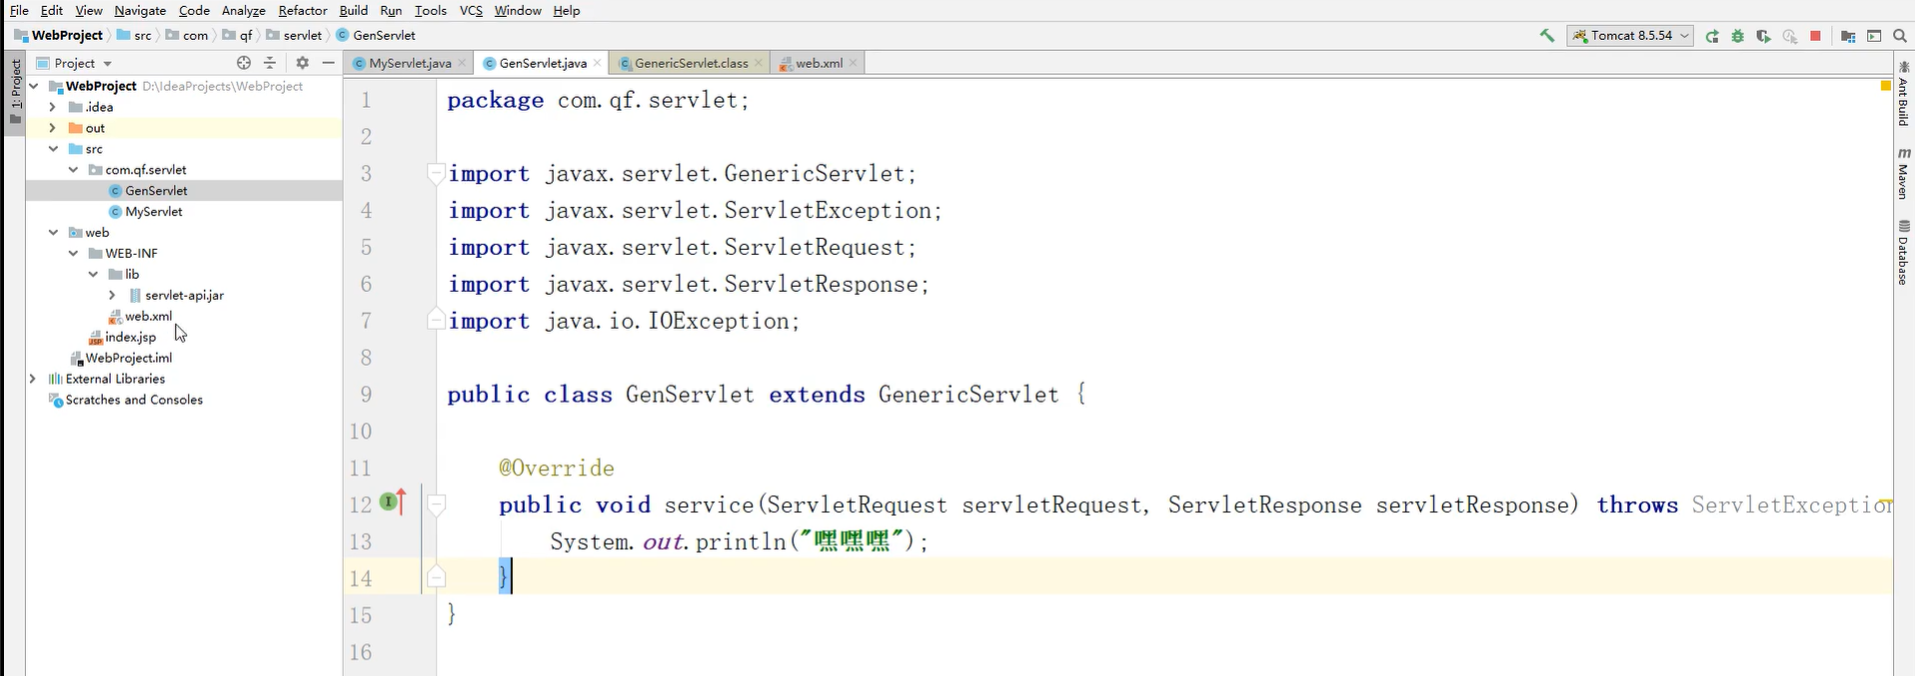 File Edit View Navigate Code Analyze Refactor Build Run Tools VCS Window Help
WebProject src com qf servlet GenServlet Tomcat 8.5.54
1: Project
Project
MyServlet.java GenServlet.java GenericServlet.class web.xml
WebProject D:\IdeaProjects\WebProject
.idea
out
src
com.qf.servlet
GenServlet
MyServlet
web
WEB-INF
lib
servlet-api.jar
web.xml
index.jsp
WebProject.iml
External Libraries
Scratches and Consoles
1 package com.qf.servlet;
2
3 import javax.servlet.GenericServlet;
4 import javax.servlet.ServletException;
5 import javax.servlet.ServletRequest;
6 import javax.servlet.ServletResponse;
7 import java.io.IOException;
8
9 public class GenServlet extends GenericServlet {
10
11 @Override
12 public void service(ServletRequest servletRequest, ServletResponse servletResponse) throws ServletException
13 System.out.println("嘿嘿嘿");
14 }
15 }
16
Ant Build
Maven
Database